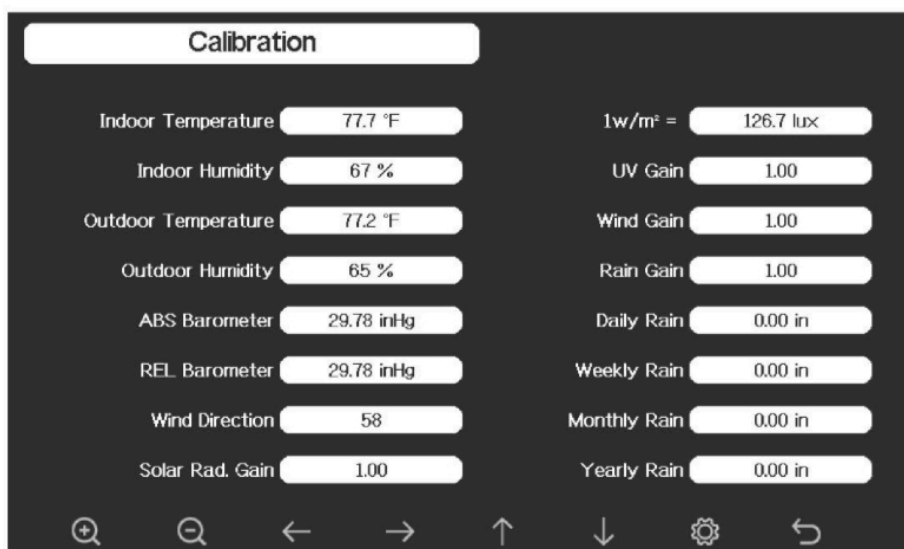 Calibration
Indoor Temperature 77.7 °F
Indoor Humidity 67 %
Outdoor Temperature 77.2 °F
Outdoor Humidity 65 %
ABS Barometer 29.78 inHg
REL Barometer 29.78 inHg
Wind Direction 58
Solar Rad. Gain 1.00
1w/m² = 126.7 lux
UV Gain 1.00
Wind Gain 1.00
Rain Gain 1.00
Daily Rain 0.00 in
Weekly Rain 0.00 in
Monthly Rain 0.00 in
Yearly Rain 0.00 in